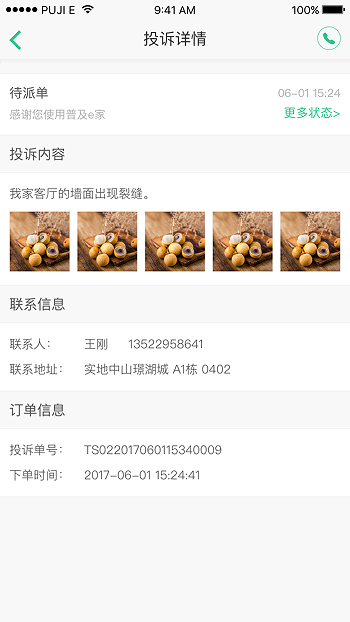 PUJI E 9:41 AM 100%
投诉详情
待派单 06-01 15:24
感谢您使用普及e家 更多状态>
投诉内容
我家客厅的墙面出现裂缝。
联系信息
联系人： 王刚 13522958641
联系地址： 实地中山璟湖城 A1栋 0402
订单信息
投诉单号： TS022017060115340009
下单时间： 2017-06-01 15:24:41